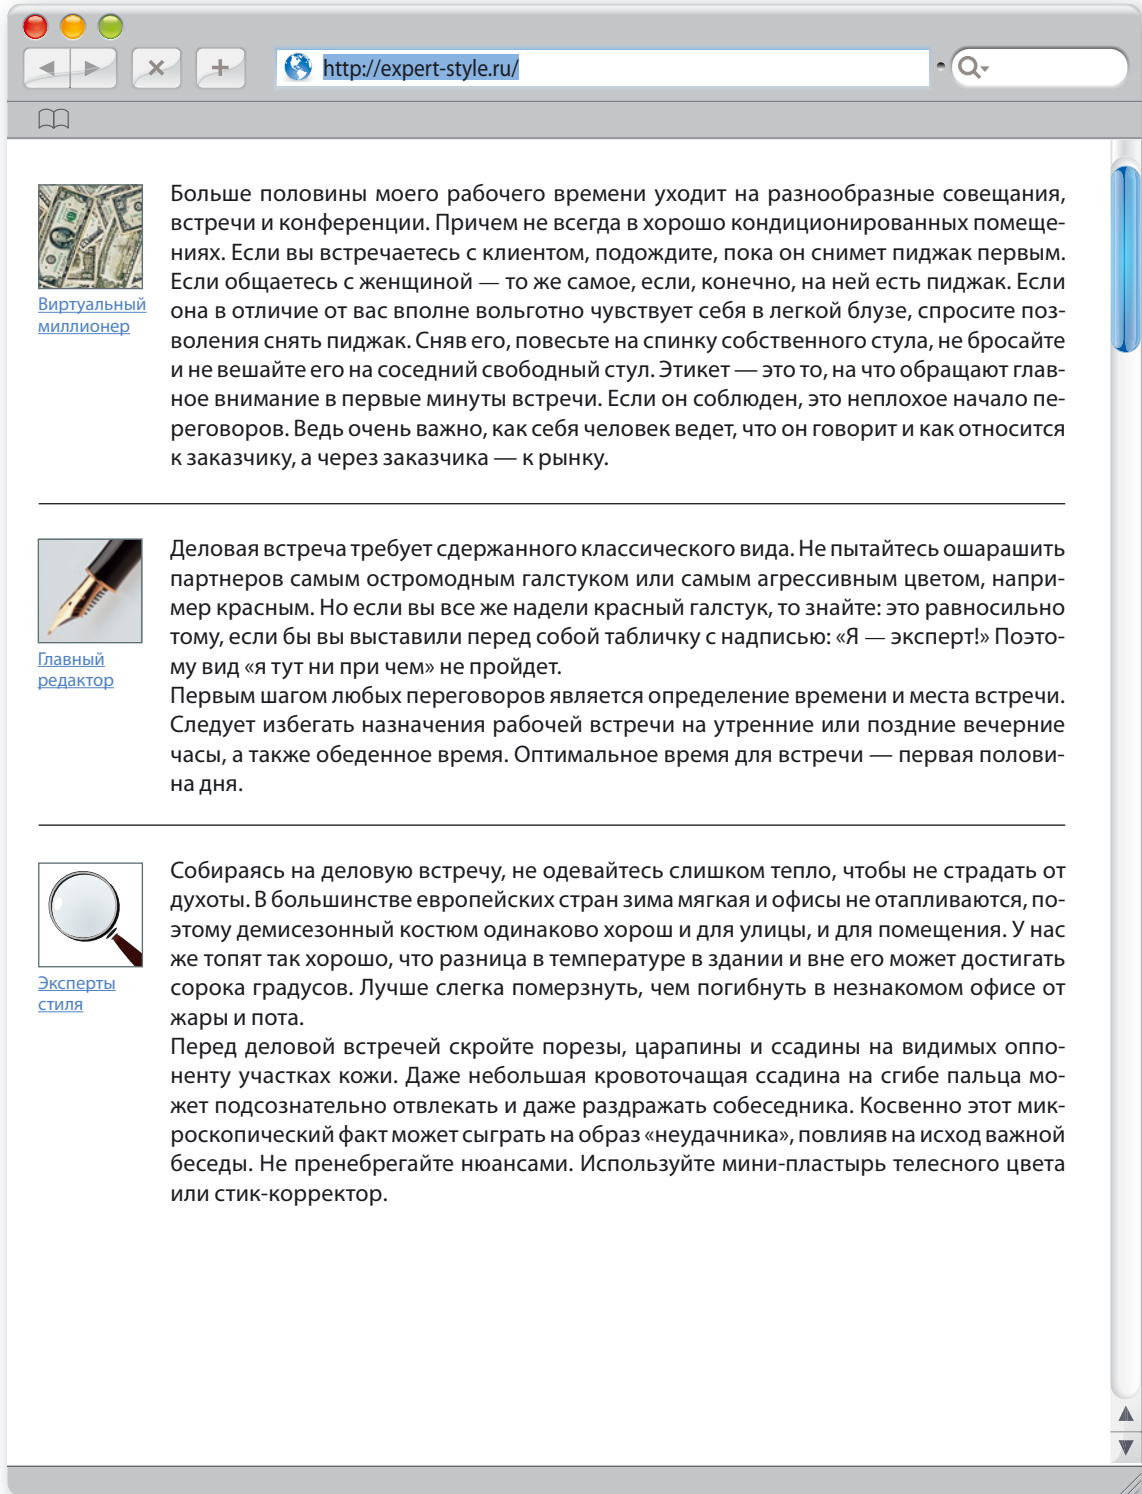 http://expert-style.ru/
Больше половины моего рабочего времени уходит на разнообразные совещания,
встречи и конференции. Причем не всегда в хорошо кондиционированных помеще-
ниях. Если вы встречаетесь с клиентом, подождите, пока он снимет пиджак первым.
Если общаетесь с женщиной — то же самое, если, конечно, на ней есть пиджак. Если
она в отличие от вас вполне вольготно чувствует себя в легкой блузе, спросите поз-
воления снять пиджак. Сняв его, повесьте на спинку собственного стула, не бросайте
и не вешайте его на соседний свободный стул. Этикет — это то, на что обращают глав-
ное внимание в первые минуты встречи. Если он соблюден, это неплохое начало пе-
реговоров. Ведь очень важно, как себя человек ведет, что он говорит и как относится
к заказчику, а через заказчика — к рынку.
Виртуальный
миллионер
Деловая встреча требует сдержанного классического вида. Не пытайтесь ошарашить
партнеров самым остромодным галстуком или самым агрессивным цветом, напри-
мер красным. Но если вы все же надели красный галстук, то знайте: это равносильно
тому, если бы вы выставили перед собой табличку с надписью: «Я — эксперт!» Поэто-
му вид «я тут ни при чем» не пройдет.
Первым шагом любых переговоров является определение времени и места встречи.
Следует избегать назначения рабочей встречи на утренние или поздние вечерние
часы, а также обеденное время. Оптимальное время для встречи — первая полови-
на дня.
Главный
редактор
Собираясь на деловую встречу, не одевайтесь слишком тепло, чтобы не страдать от
духоты. В большинстве европейских стран зима мягкая и офисы не отапливаются, по-
этому демисезонный костюм одинаково хорош и для улицы, и для помещения. У нас
же топят так хорошо, что разница в температуре в здании и вне его может достигать
сорока градусов. Лучше слегка померзнуть, чем погибнуть в незнакомом офисе от
жары и пота.
Перед деловой встречей скройте порезы, царапины и ссадины на видимых оппо-
ненту участках кожи. Даже небольшая кровоточащая ссадина на сгибе пальца мо-
жет подсознательно отвлекать и даже раздражать собеседника. Косвенно этот мик-
роскопический факт может сыграть на образ «неудачника», повлияв на исход важной
беседы. Не пренебрегайте нюансами. Используйте мини-пластырь телесного цвета
или стик-корректор.
Эксперты
стиля